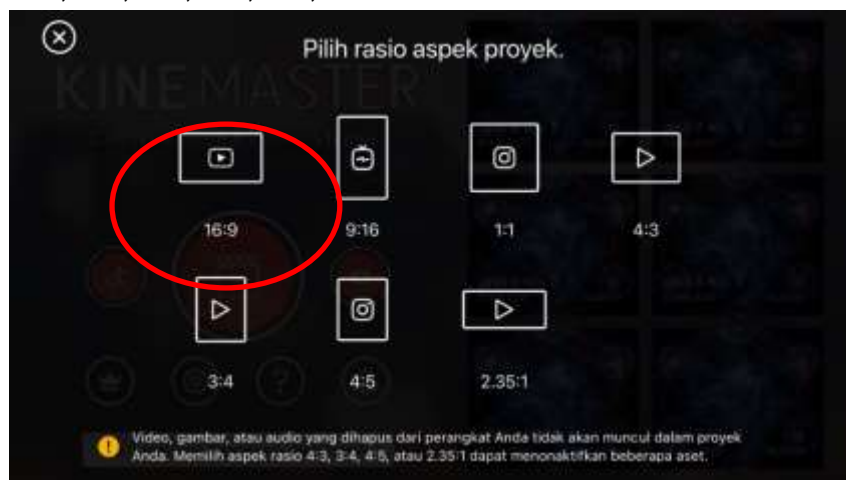 Pilih rasio aspek proyek.
KINEMASTER
16:9 9:16 1:1 4:3
3:4 4:5 2.35:1
Video, gambar, atau audio yang dihapus dari perangkat Anda tidak akan muncul dalam proyek
Anda. Memilih aspek rasio 4:3, 3:4, 4:5, atau 2.35:1 dapat menonaktifkan beberapa aset.